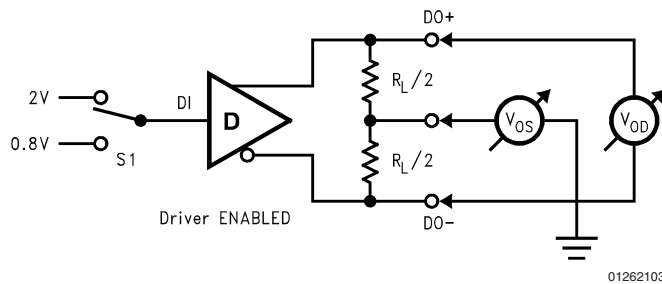 DO+
2V
DI
D
R_L/2
V_OS
V_OD
0.8V
S1
R_L/2
Driver ENABLED
DO−
01262103